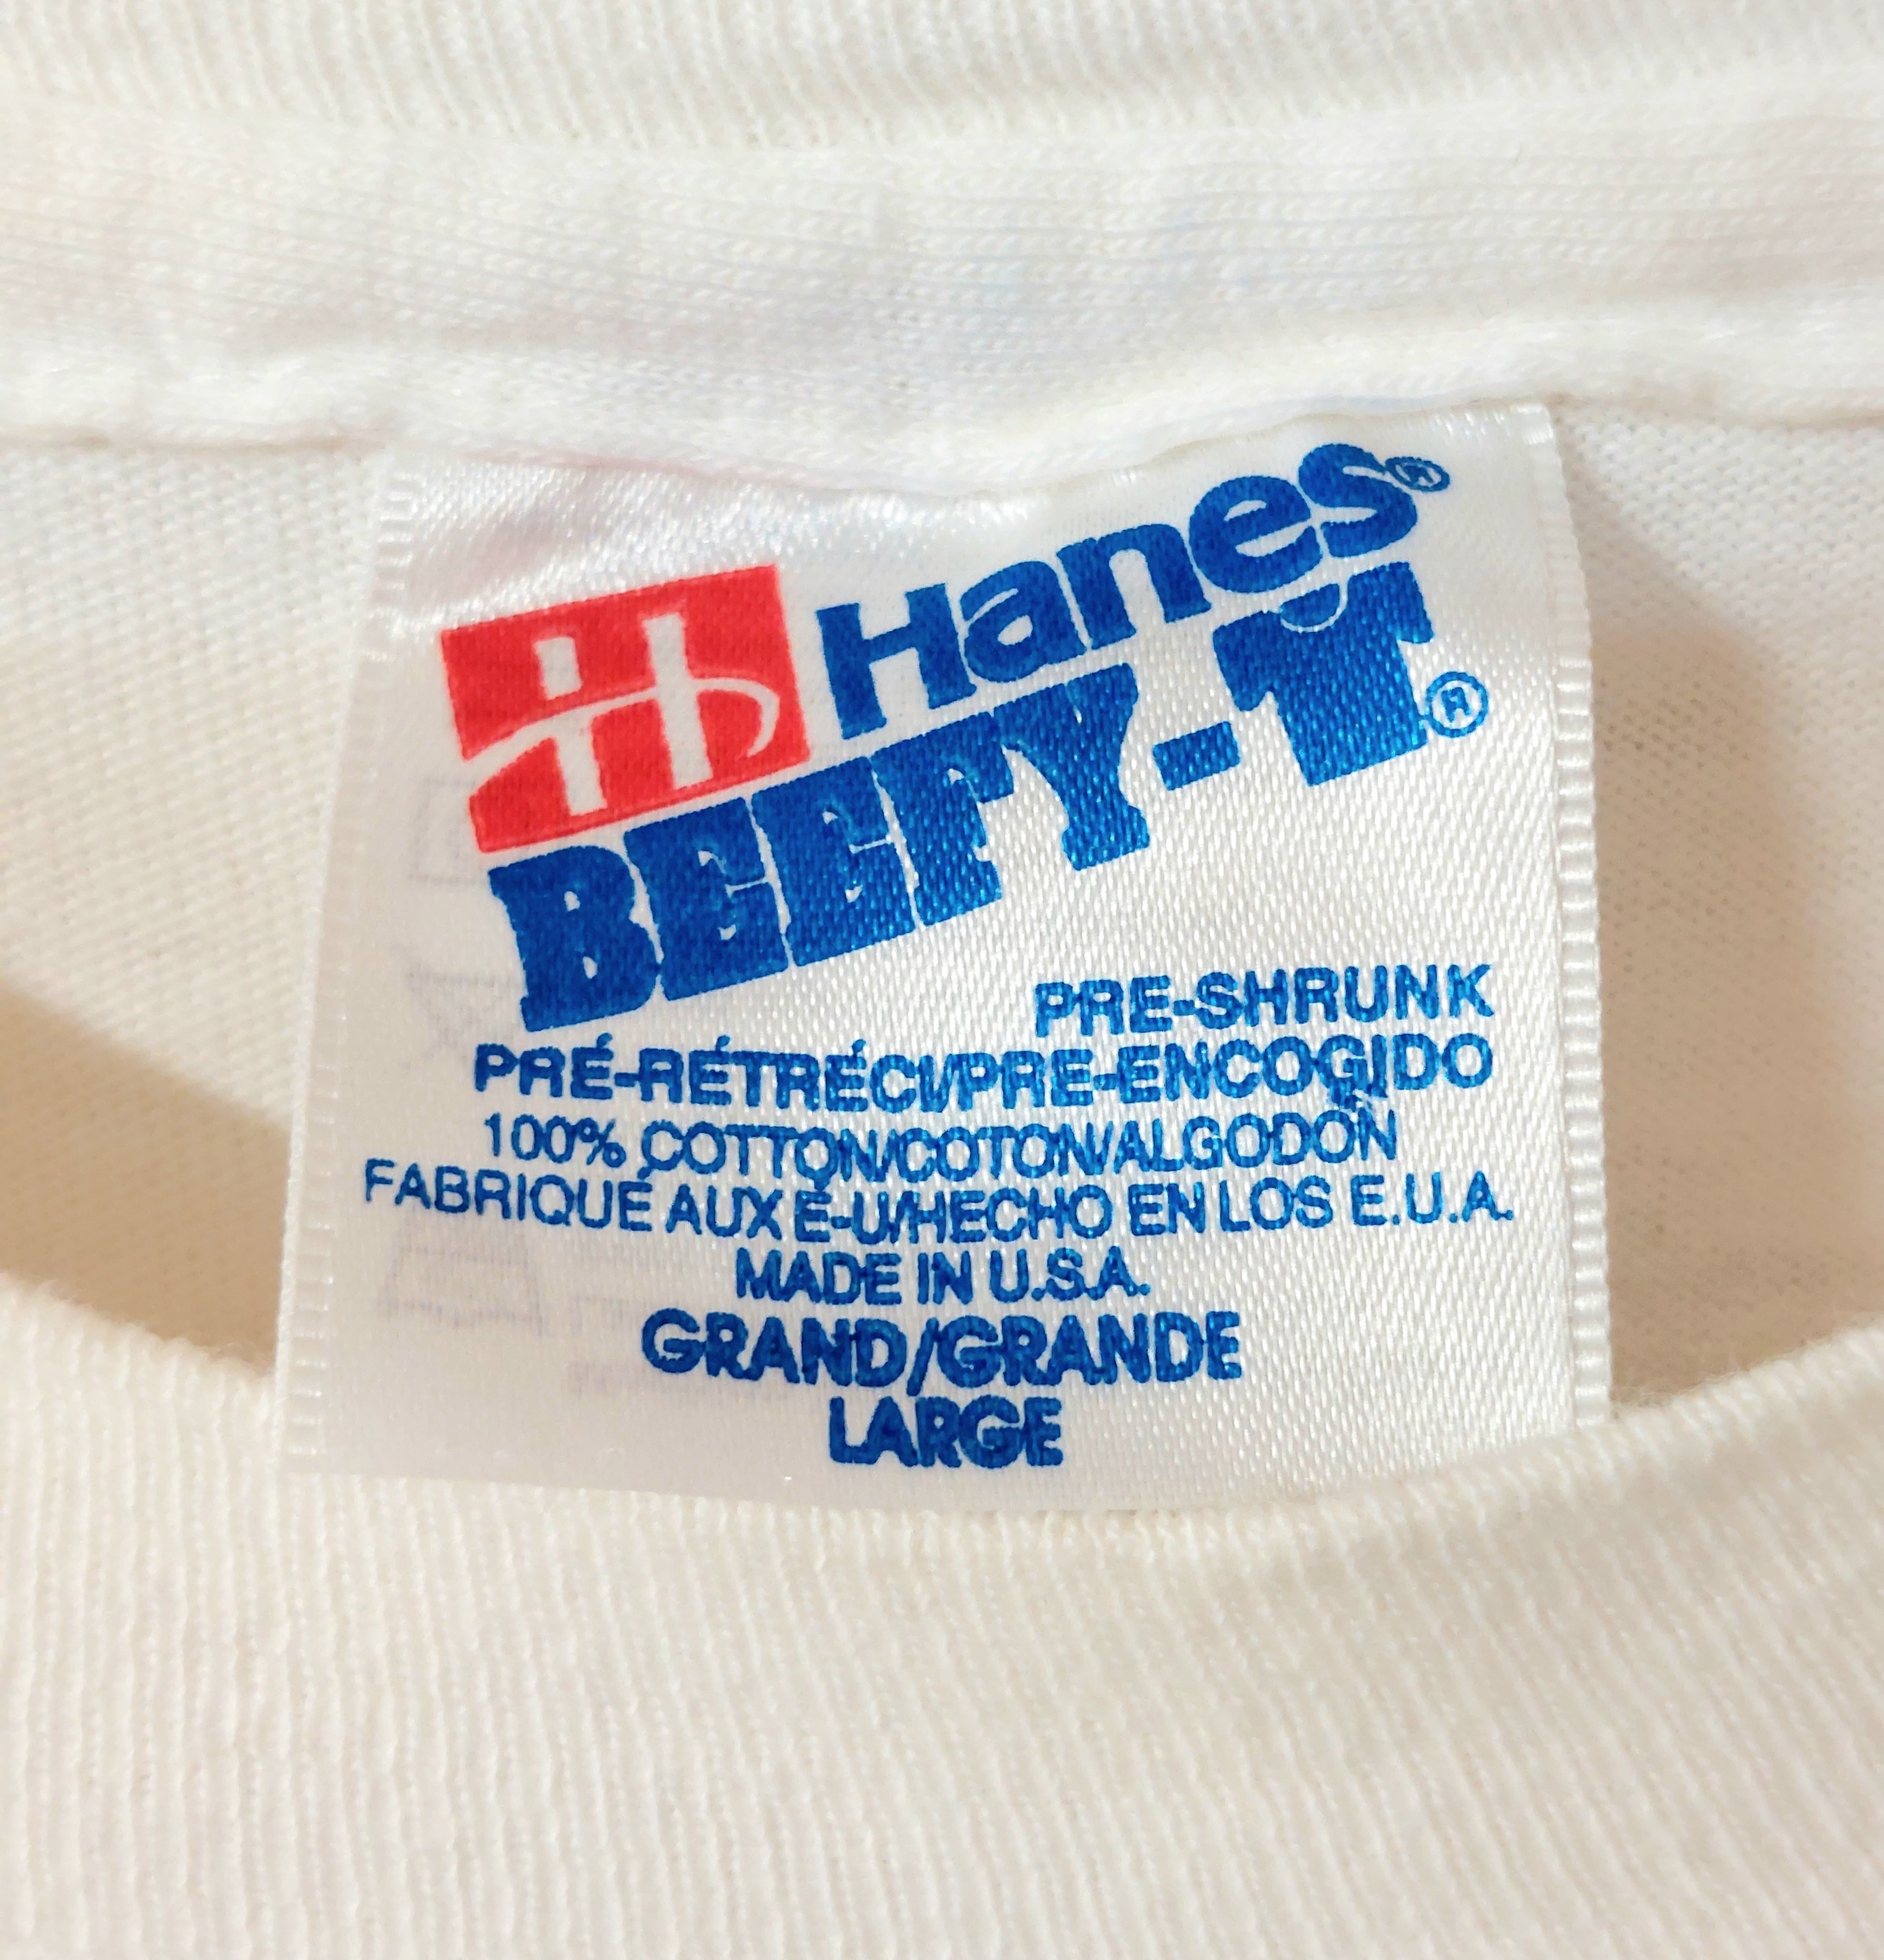 Hanes®
BEEFY-T®
PRE-SHRUNK
PRÉ-RÉTRÉCI/PRE-ENCOGIDO
100% COTTON/COTON/ALGODÓN
FABRIQUÉ AUX É-U/HECHO EN LOS E.U.A.
MADE IN U.S.A.
GRAND/GRANDE
LARGE